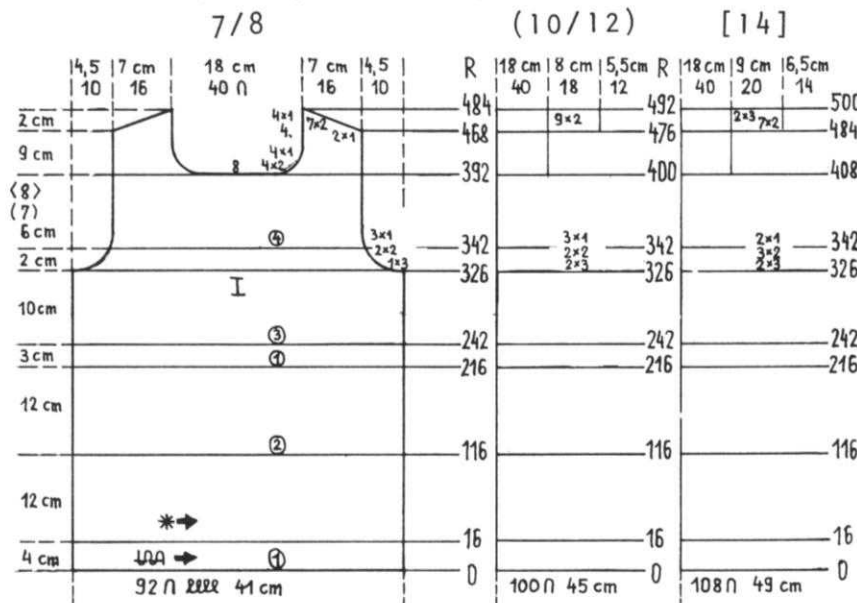 7/8 (10/12) [14]
4,5 7 cm 18 cm 7 cm 4,5 R 18 cm 8 cm 5,5cm R 18 cm 9 cm 6,5cm
10 16 40 ∩ 16 10 40 18 12 40 20 14
484 492 500
2 cm 4×1 7×2 9×2 2×3 7×2
4. 2×1 468 476 484
9 cm 4×1
4×2
8 392 400 408
⟨8⟩
(7)
6 cm ④ 3×1 342 3×1 342 2×1 342
2×2 2×2 3×2
2 cm 1×3 326 2×3 326 2×3 326
I
10cm
③ 242 242 242
3 cm ① 216 216 216
12 cm
② 116 116 116
12 cm
16 16 16
4 cm ① 0 0 0
92∩ 41 cm 100∩ 45 cm 108∩ 49 cm